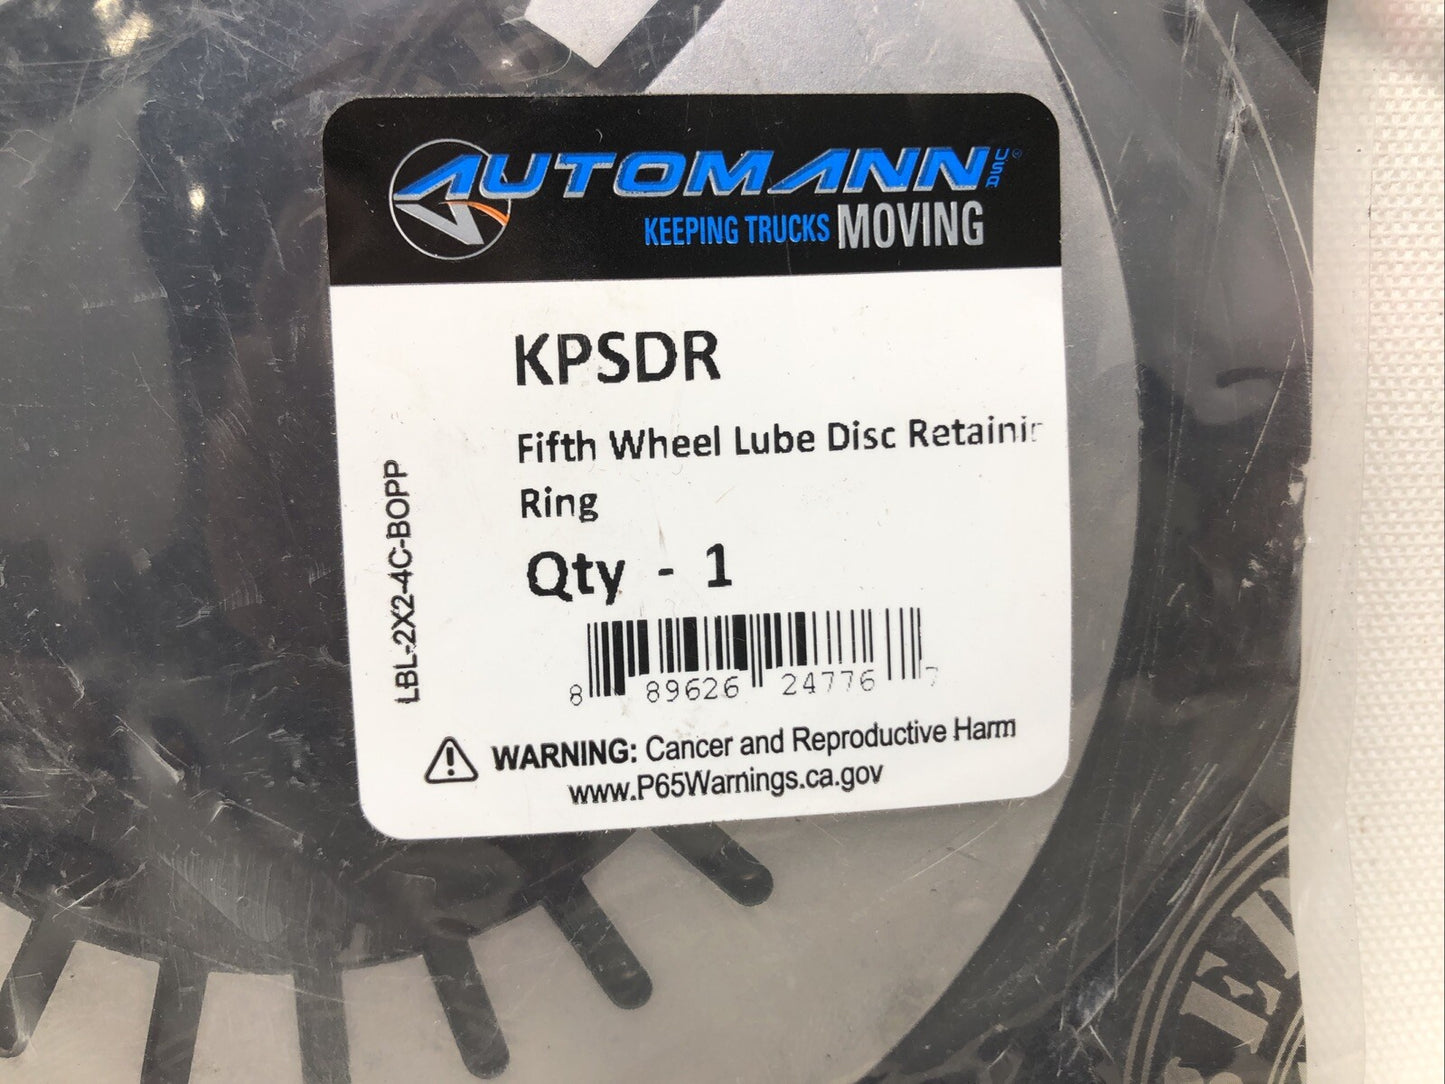 AUTOMANN USA®
KEEPING TRUCKS MOVING
KPSDR
Fifth Wheel Lube Disc Retainin
Ring
Qty - 1
LBL-2X2-4C-BOPP
8 89626 24776 7
WARNING: Cancer and Reproductive Harm
www.P65Warnings.ca.gov